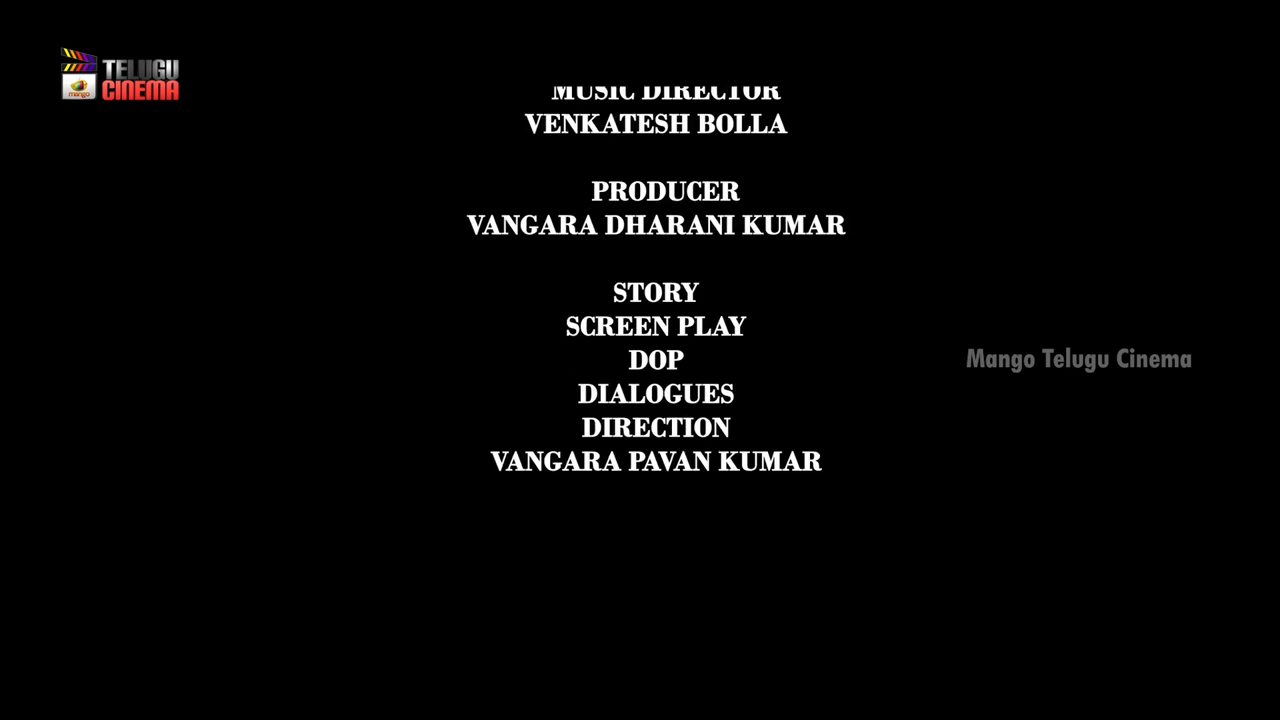 TELUGU
CINEMA
mango
MUSIC DIRECTOR
VENKATESH BOLLA
PRODUCER
VANGARA DHARANI KUMAR
STORY
SCREEN PLAY
DOP
DIALOGUES
DIRECTION
VANGARA PAVAN KUMAR
Mango Telugu Cinema